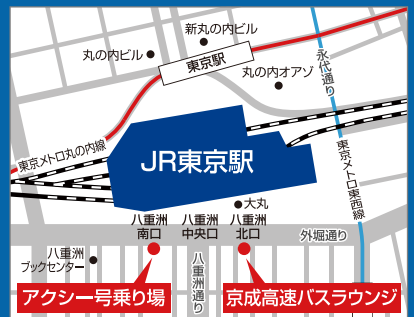 新丸の内ビル
丸の内ビル
東京駅
丸の内オアゾ
永代通り
東京メトロ丸の内線
JR東京駅
東京メトロ東西線
大丸
八重洲
南口
八重洲
中央口
八重洲
北口
外堀通り
八重洲
ブックセンター
八重洲通り
アクシー号乗り場
京成高速バスラウンジ